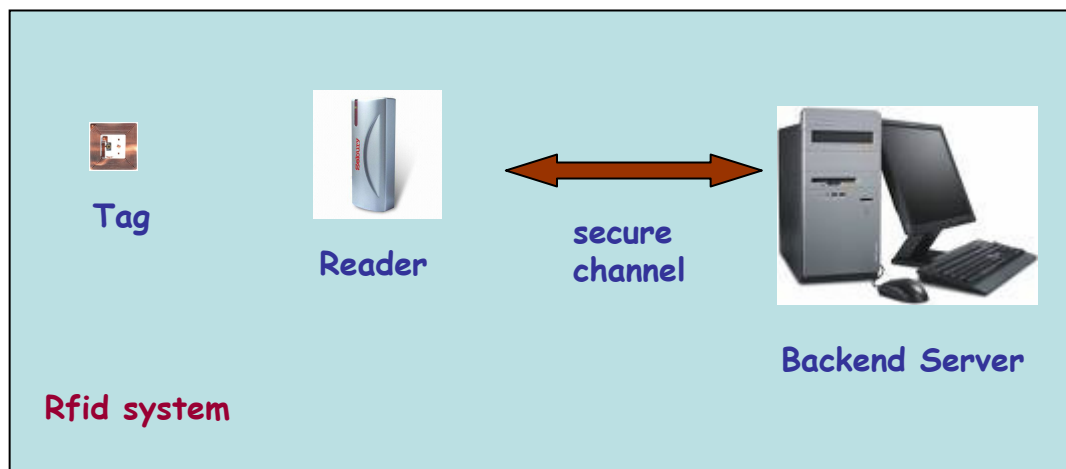 Tag
Reader
secure
channel
Backend Server
Rfid system